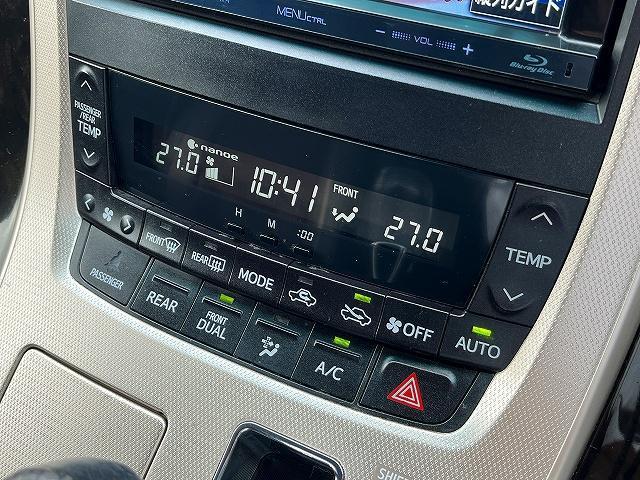 MENU CTRL
VOL
Blu-ray Disc
PASSENGER
/REAR
TEMP
nanoe
27.0
10:41
FRONT
27.0
H
M
:00
TEMP
FRONT
REAR
MODE
OFF
AUTO
PASSENGER
REAR
FRONT
DUAL
A/C